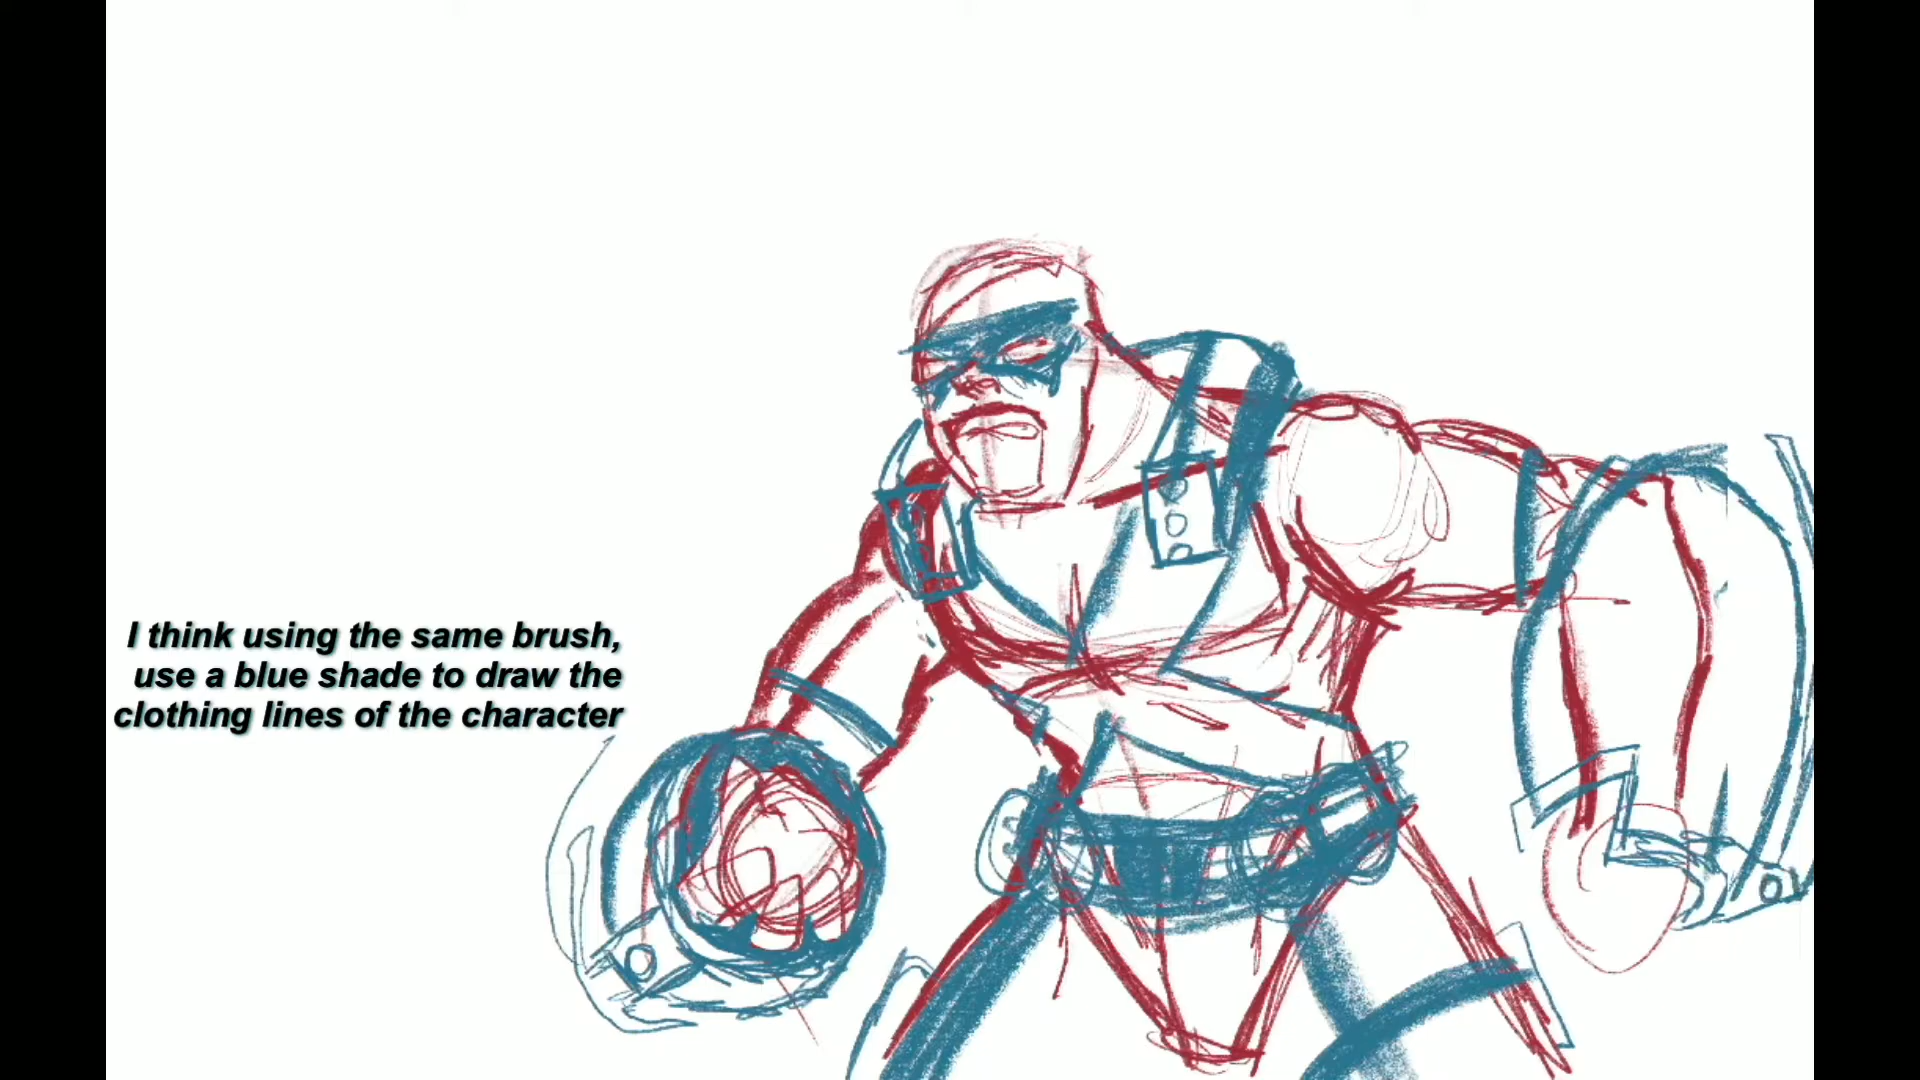 I think using the same brush,
use a blue shade to draw the
clothing lines of the character